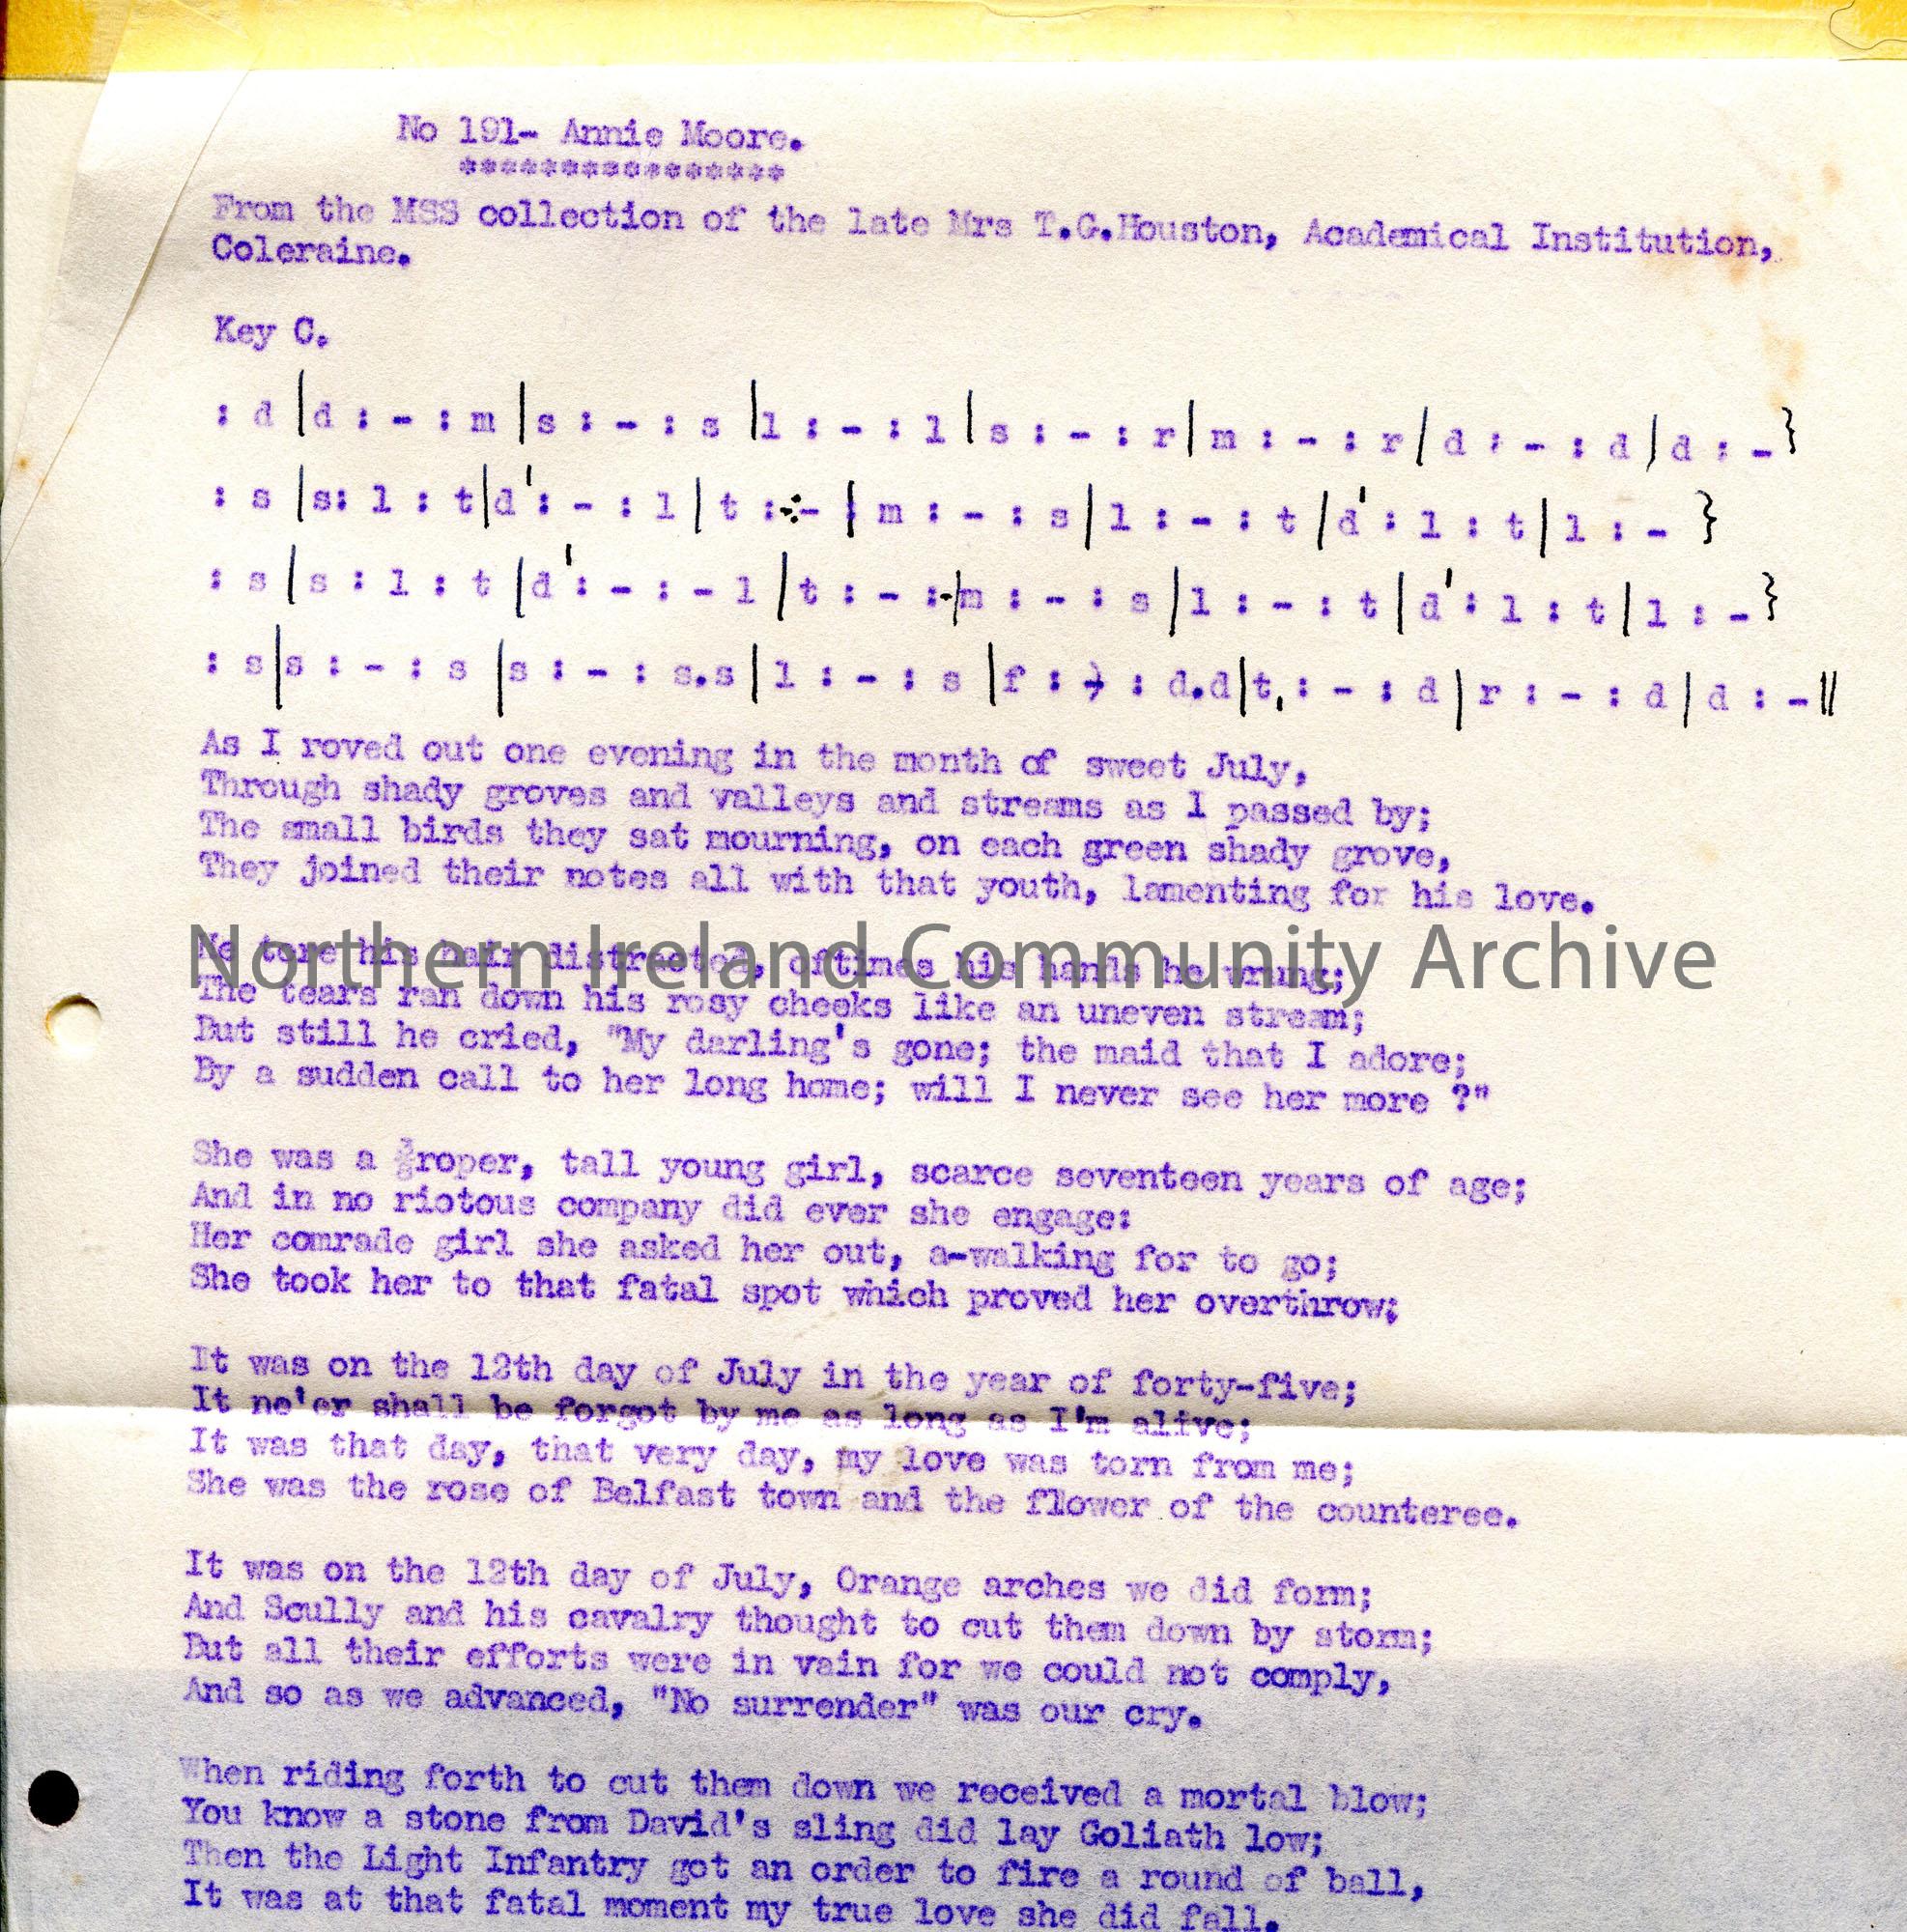 No 191- Annie Moore.
****************
From the MSS collection of the late Mrs T.G.Houston, Academical Institution,
Coleraine.
Key C.
: d |d : - : m |s : - : s |l : - : l |s : - : r|m : - : r/d : - : d/d : -}
: s |s: l : t|d': - : l|t : - | m : - : s|l : - : t/d' : l : t|l : - }
: s|s : l : t |d': - : - l|t : - :-|m : - : s|l : - : t|d' : l : t|l : -}
: s|s : - : s |s : - : s.s|l : - : s |f : - : d.d|t, : - : d|r : - : d/d : -||
As I roved out one evening in the month of sweet July,
Through shady groves and valleys and streams as I passed by;
The small birds they sat mourning, on each green shady grove,
They joined their notes all with that youth, lamenting for his love.
Northern Ireland Community Archive
He tore his hair distracted, oftimes his hands he wrung;
The tears ran down his rosy cheeks like an uneven stream;
But still he cried, "My darling's gone; the maid that I adore;
By a sudden call to her long home; will I never see her more ?"
She was a proper, tall young girl, scarce seventeen years of age;
And in no riotous company did ever she engage:
Her comrade girl she asked her out, a-walking for to go;
She took her to that fatal spot which proved her overthrow;
It was on the 12th day of July in the year of forty-five;
It ne'er shall be forgot by me as long as I'm alive;
It was that day, that very day, my love was torn from me;
She was the rose of Belfast town and the flower of the counteree.
It was on the 12th day of July, Orange arches we did form;
And Scully and his cavalry thought to cut them down by storm;
But all their efforts were in vain for we could not comply,
And so as we advanced, "No surrender" was our cry.
When riding forth to cut them down we received a mortal blow;
You know a stone from David's sling did lay Goliath low;
Then the Light Infantry got an order to fire a round of ball,
It was at that fatal moment my true love she did fall.